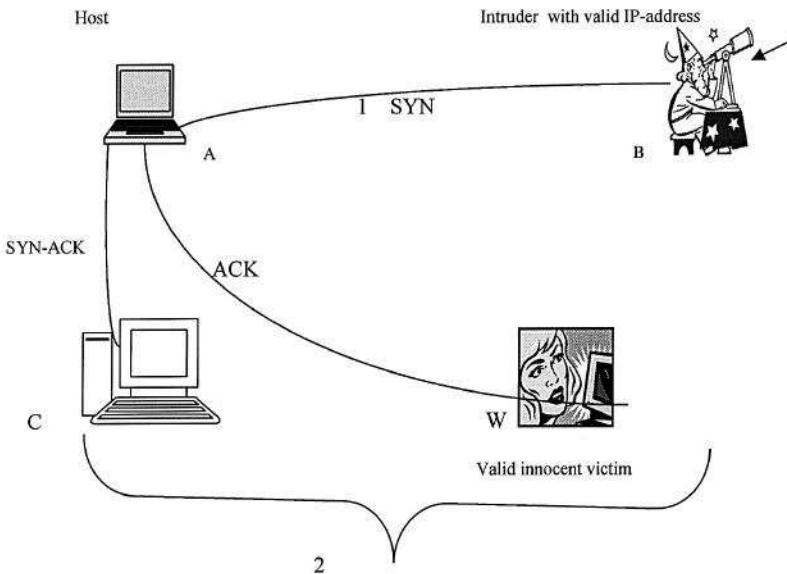 Host
Intruder with valid IP-address
1 SYN
A
B
SYN-ACK
ACK
C
W
Valid innocent victim
2